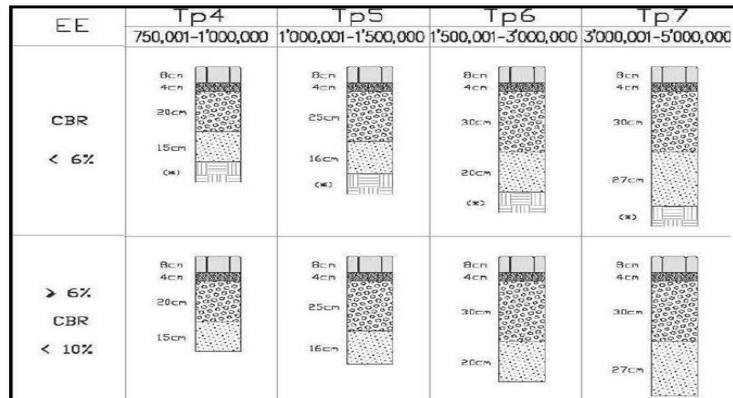 EE Tp4 Tp5 Tp6 Tp7
750,001-1'000,000 1'000,001-1'500,000 1'500,001-3'000,000 3'000,001-5'000,000
8cm 8cm 8cm 8cm
4cm 4cm 4cm 4cm
20cm 25cm 30cm 30cm
CBR
< 6%
15cm 16cm 20cm 27cm
(*) (*) (*) (*)
8cm 8cm 8cm 8cm
4cm 4cm 4cm 4cm
> 6%
20cm 25cm 30cm 30cm
CBR
< 10%
15cm 16cm 20cm 27cm